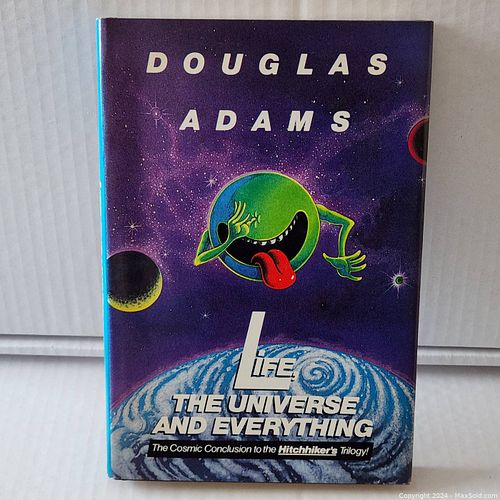 DOUGLAS
ADAMS
LIFE,
THE UNIVERSE
AND EVERYTHING
The Cosmic Conclusion to the Hitchhiker's Trilogy!
Copyright 2024 - MaxSold.com